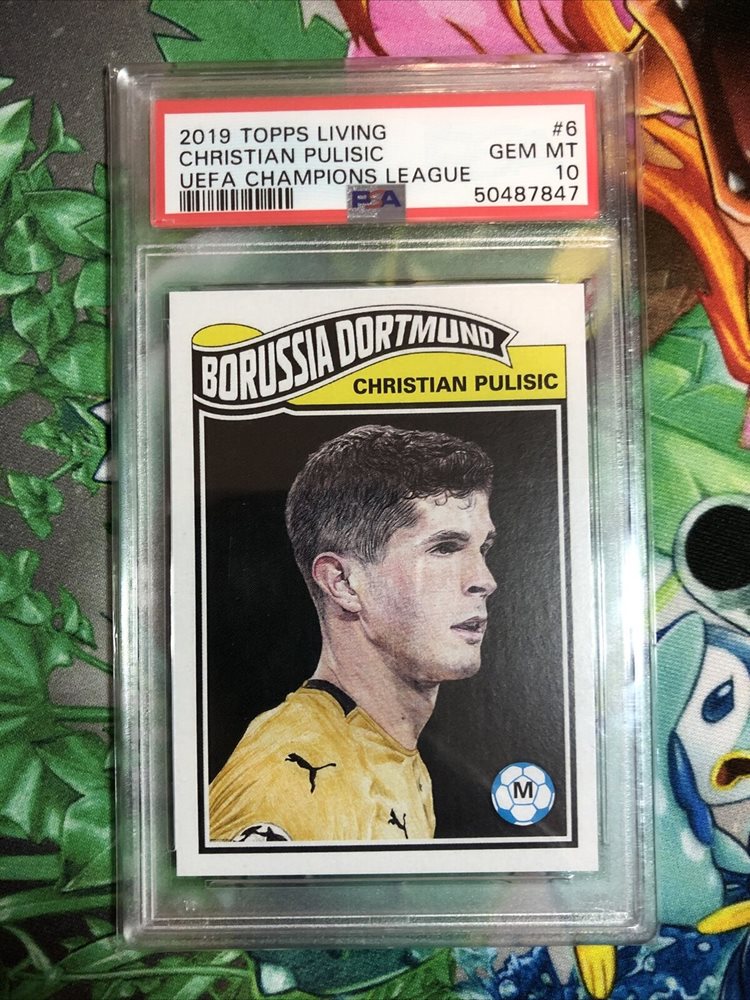 2019 TOPPS LIVING #6
CHRISTIAN PULISIC GEM MT
UEFA CHAMPIONS LEAGUE 10
PSA 50487847
BORUSSIA DORTMUND
CHRISTIAN PULISIC
M